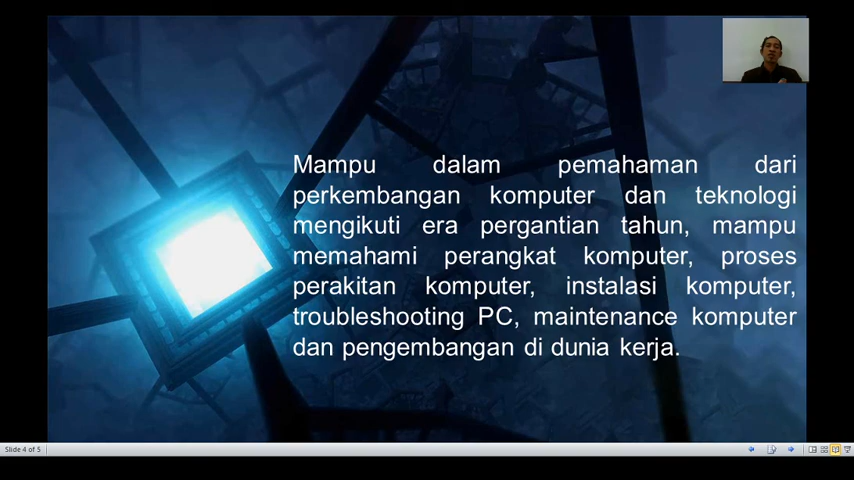 Mampu dalam pemahaman dari
perkembangan komputer dan teknologi
mengikuti era pergantian tahun, mampu
memahami perangkat komputer, proses
perakitan komputer, instalasi komputer,
troubleshooting PC, maintenance komputer
dan pengembangan di dunia kerja.
Slide 4 of 5